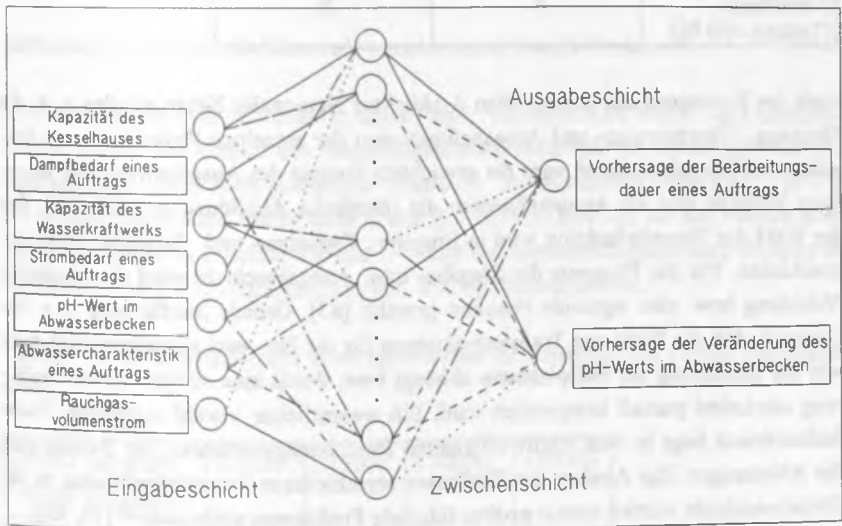 Kapazität des
Kesselhauses
Dampfbedarf eines
Auftrags
Kapazität des
Wasserkraftwerks
Strombedarf eines
Auftrags
pH-Wert im
Abwasserbecken
Abwassercharakteristik
eines Auftrags
Rauchgas-
volumenstrom
Eingabeschicht
Zwischenschicht
Ausgabeschicht
Vorhersage der Bearbeitungs-
dauer eines Auftrags
Vorhersage der Veränderung des
pH-Werts im Abwasserbecken